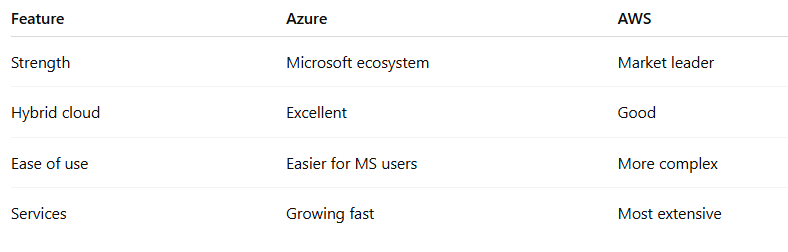 Feature Azure AWS
Strength Microsoft ecosystem Market leader
Hybrid cloud Excellent Good
Ease of use Easier for MS users More complex
Services Growing fast Most extensive